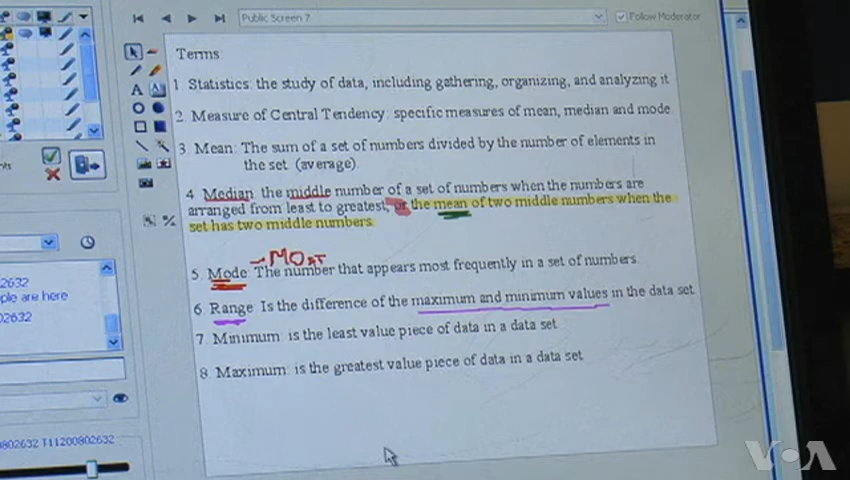 Public Screen 7
Follow Moderator
Terms:
1. Statistics: the study of data, including gathering, organizing, and analyzing it.
2. Measure of Central Tendency: specific measures of mean, median and mode.
3. Mean: The sum of a set of numbers divided by the number of elements in
the set. (average).
4. Median: the middle number of a set of numbers when the numbers are
arranged from least to greatest, or the mean of two middle numbers when the
set has two middle numbers.
MOST
5. Mode: The number that appears most frequently in a set of numbers.
6. Range: Is the difference of the maximum and minimum values in the data set.
7. Minimum: is the least value piece of data in a data set.
8. Maximum: is the greatest value piece of data in a data set.
A
ple are here
02632
0802632 T11200802632
VOA